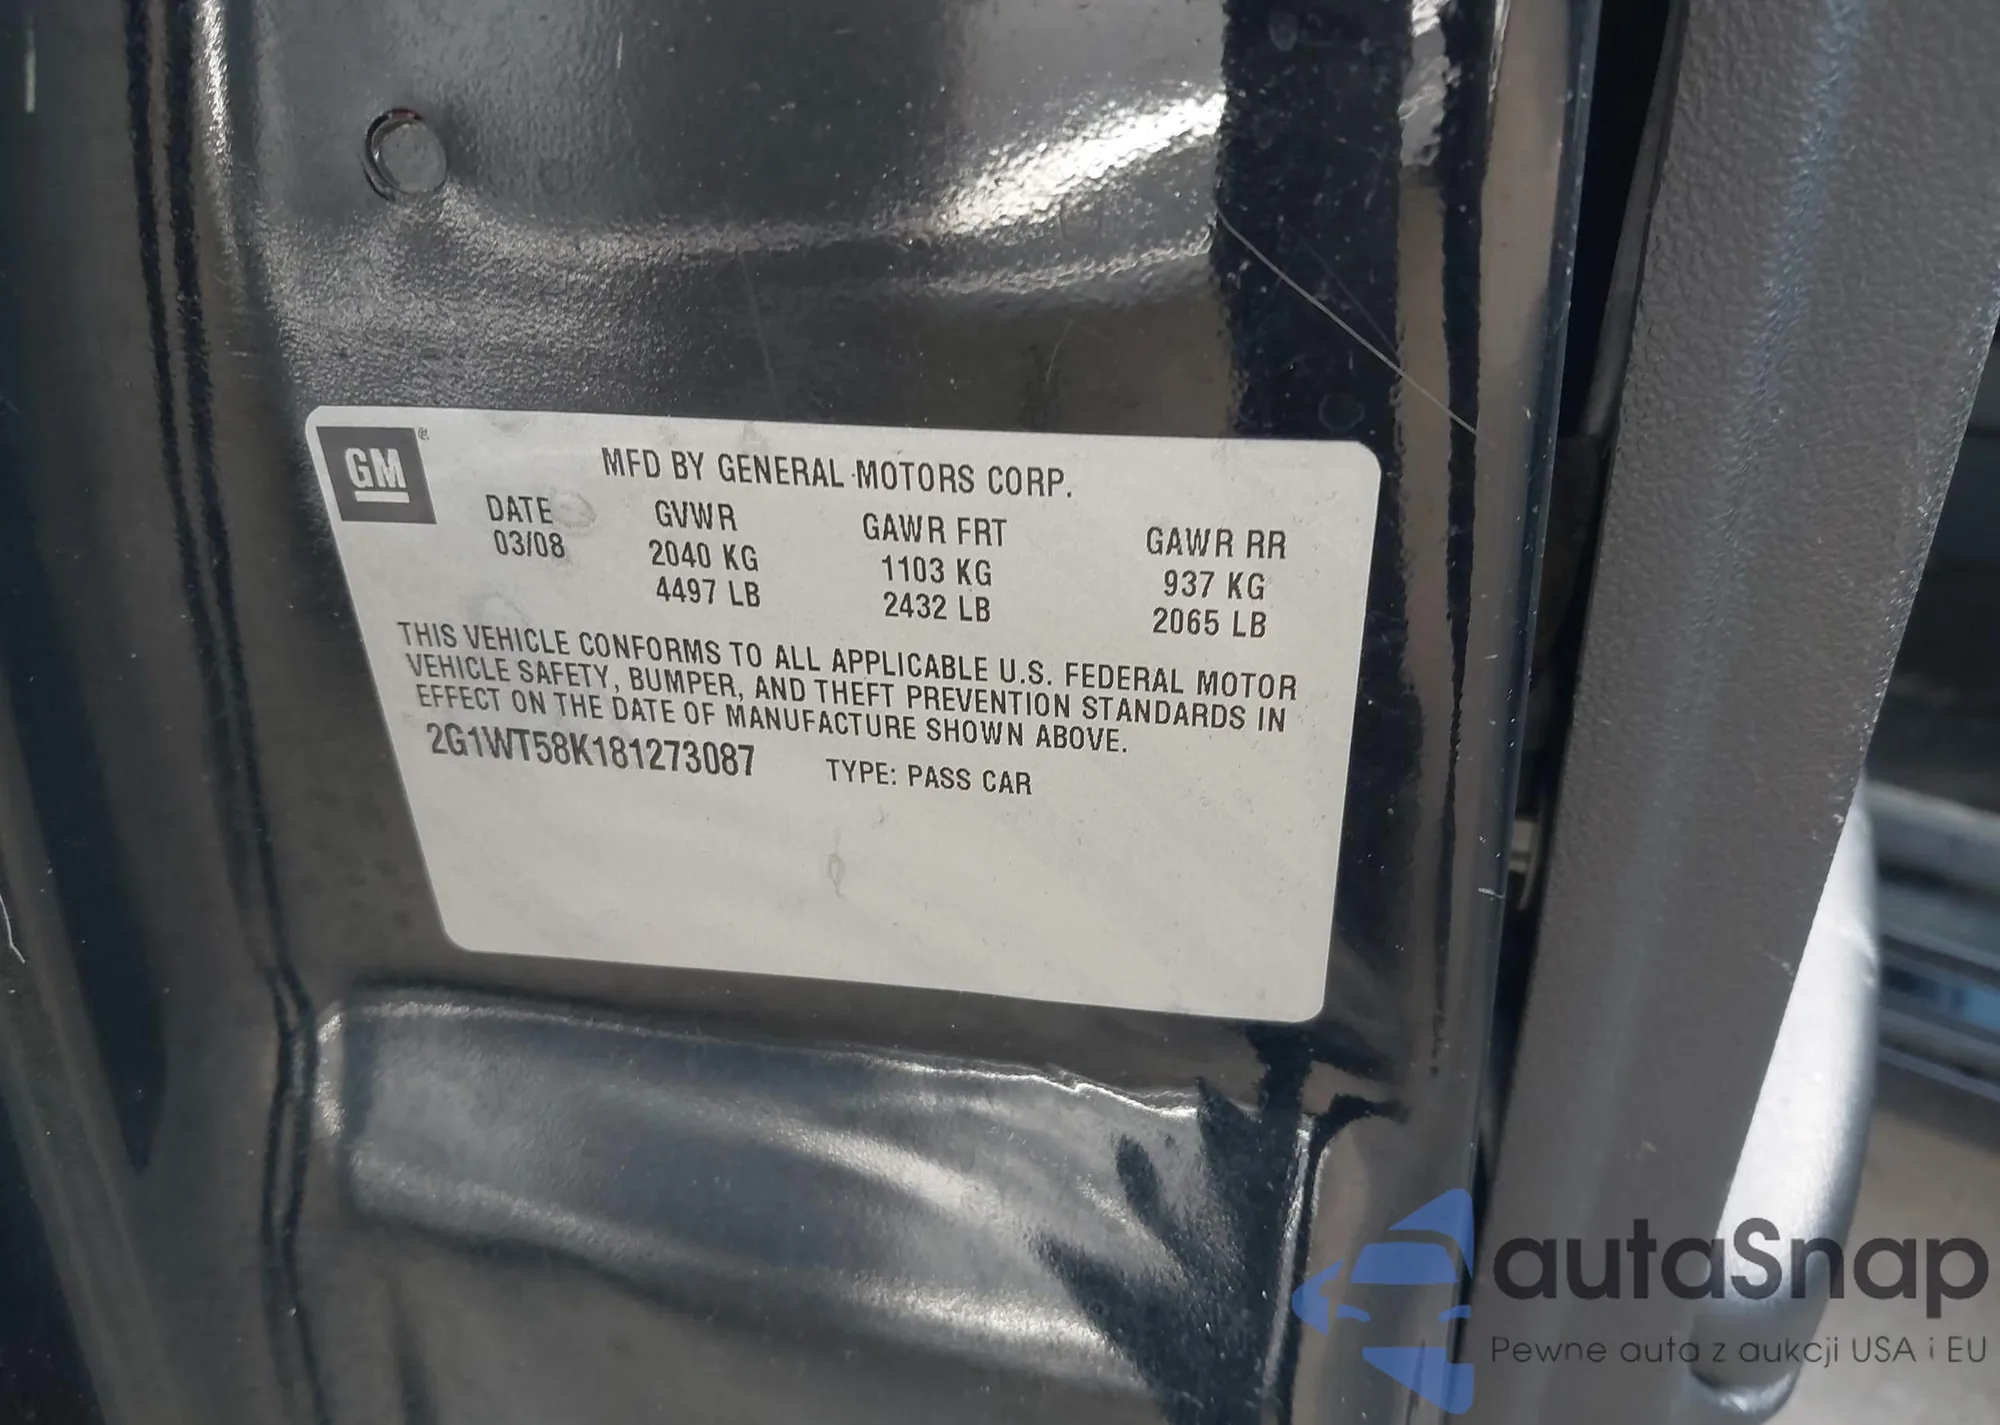 GM
MFD BY GENERAL MOTORS CORP.
DATE GVWR GAWR FRT GAWR RR
03/08 2040 KG 1103 KG 937 KG
4497 LB 2432 LB 2065 LB
THIS VEHICLE CONFORMS TO ALL APPLICABLE U.S. FEDERAL MOTOR
VEHICLE SAFETY, BUMPER, AND THEFT PREVENTION STANDARDS IN
EFFECT ON THE DATE OF MANUFACTURE SHOWN ABOVE.
2G1WT58K181273087 TYPE: PASS CAR
autaSnap
Pewne auta z aukcji USA i EU